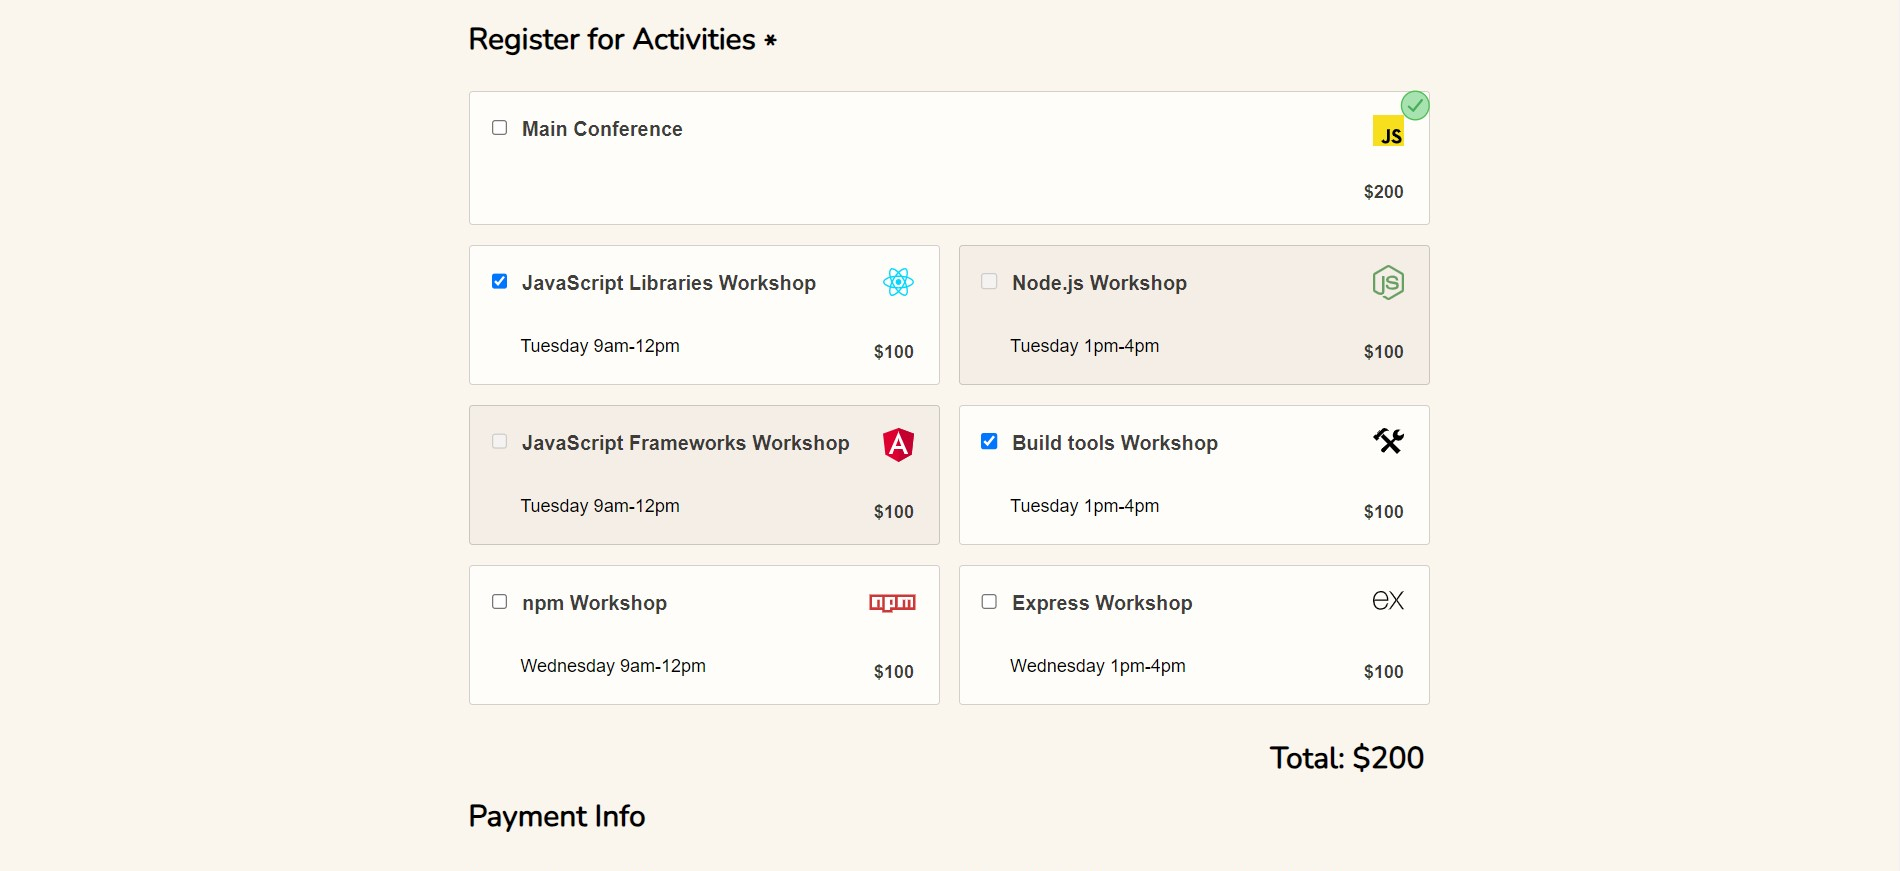 Register for Activities *
Main Conference
JS
$200
JavaScript Libraries Workshop
Tuesday 9am-12pm
$100
Node.js Workshop
JS
Tuesday 1pm-4pm
$100
JavaScript Frameworks Workshop
A
Tuesday 9am-12pm
$100
Build tools Workshop
Tuesday 1pm-4pm
$100
npm Workshop
npm
Wednesday 9am-12pm
$100
Express Workshop
ex
Wednesday 1pm-4pm
$100
Total: $200
Payment Info